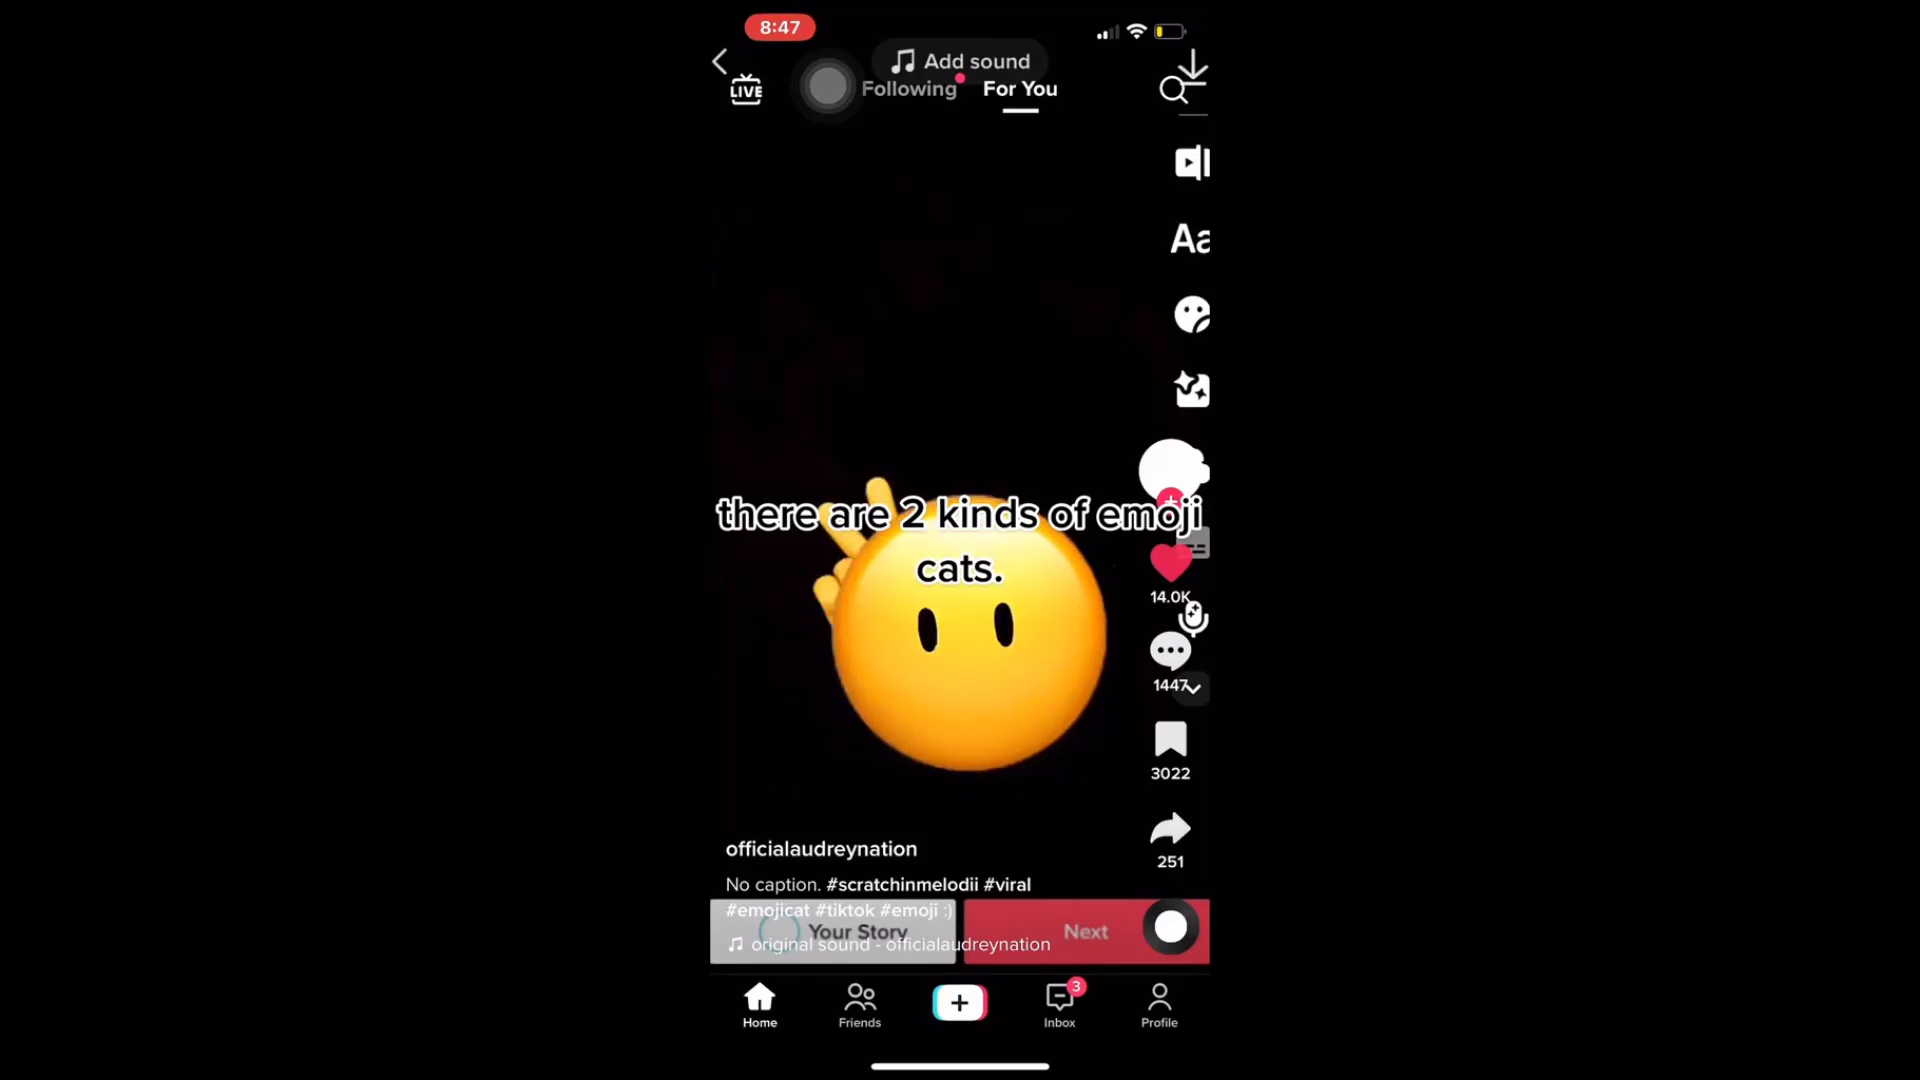 8:47
Add sound
LIVE
Following
For You
Aa
there are 2 kinds of emoji
cats.
14.0K
1447
3022
251
officialaudreynation
No caption. #scratchinmelodii #viral
#emojicat #tiktok #emoji :)
Your Story
Next
original sound - officialaudreynation
Home
Friends
Inbox
3
Profile